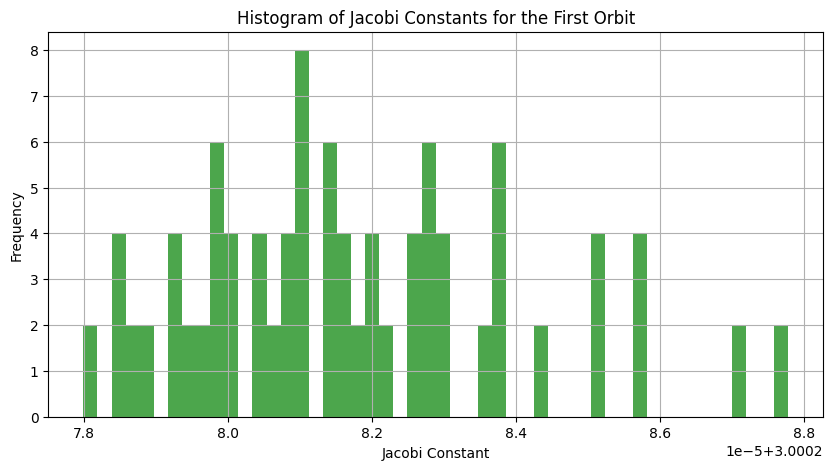 Histogram of Jacobi Constants for the First Orbit
8
7
6
5
4
3
2
1
0
Frequency
7.8 8.0 8.2 8.4 8.6 8.8
1e−5+3.0002
Jacobi Constant